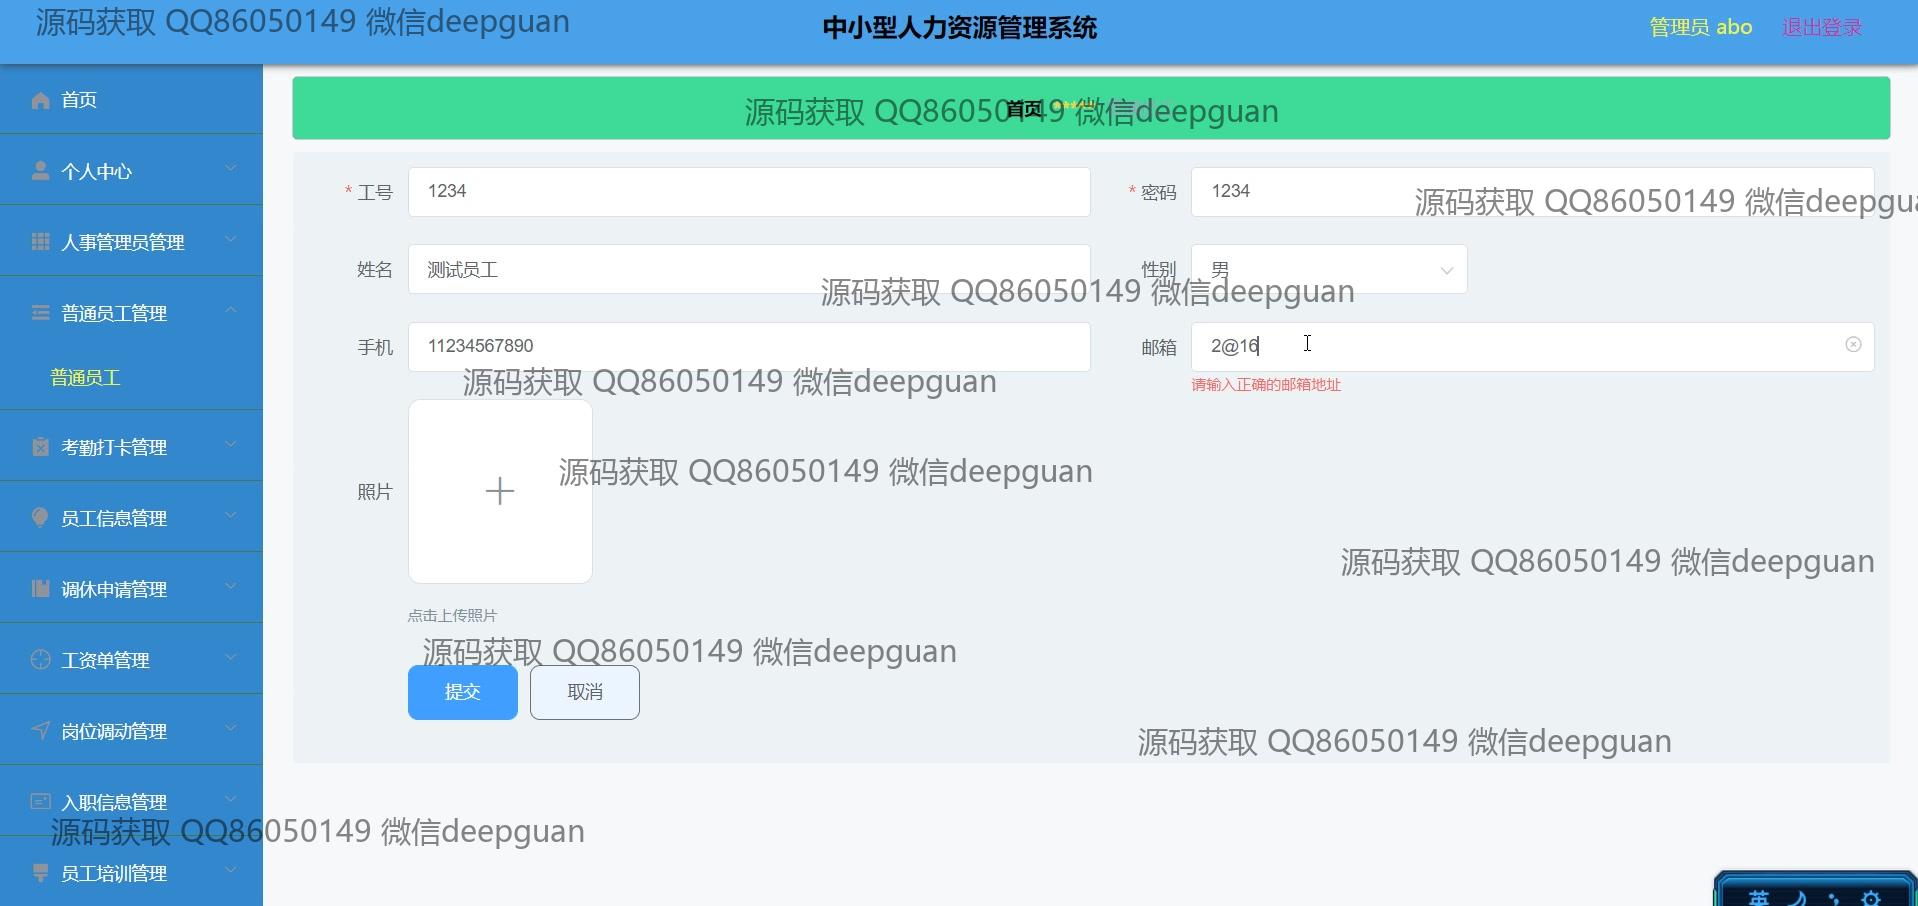 源码获取 QQ86050149 微信deepguan
中小型人力资源管理系统
管理员 abo
退出登录
首页
个人中心
人事管理员管理
普通员工管理
普通员工
考勤打卡管理
员工信息管理
调休申请管理
工资单管理
岗位调动管理
入职信息管理
员工培训管理
源码获取 QQ86050149 微信deepguan
首页
* 工号 1234
* 密码 1234
源码获取 QQ86050149 微信deepgua
姓名 测试员工
性别 男
源码获取 QQ86050149 微信deepguan
手机 11234567890
邮箱 2@16
请输入正确的邮箱地址
源码获取 QQ86050149 微信deepguan
照片
源码获取 QQ86050149 微信deepguan
源码获取 QQ86050149 微信deepguan
点击上传照片
源码获取 QQ86050149 微信deepguan
提交
取消
源码获取 QQ86050149 微信deepguan
源码获取 QQ86050149 微信deepguan
英